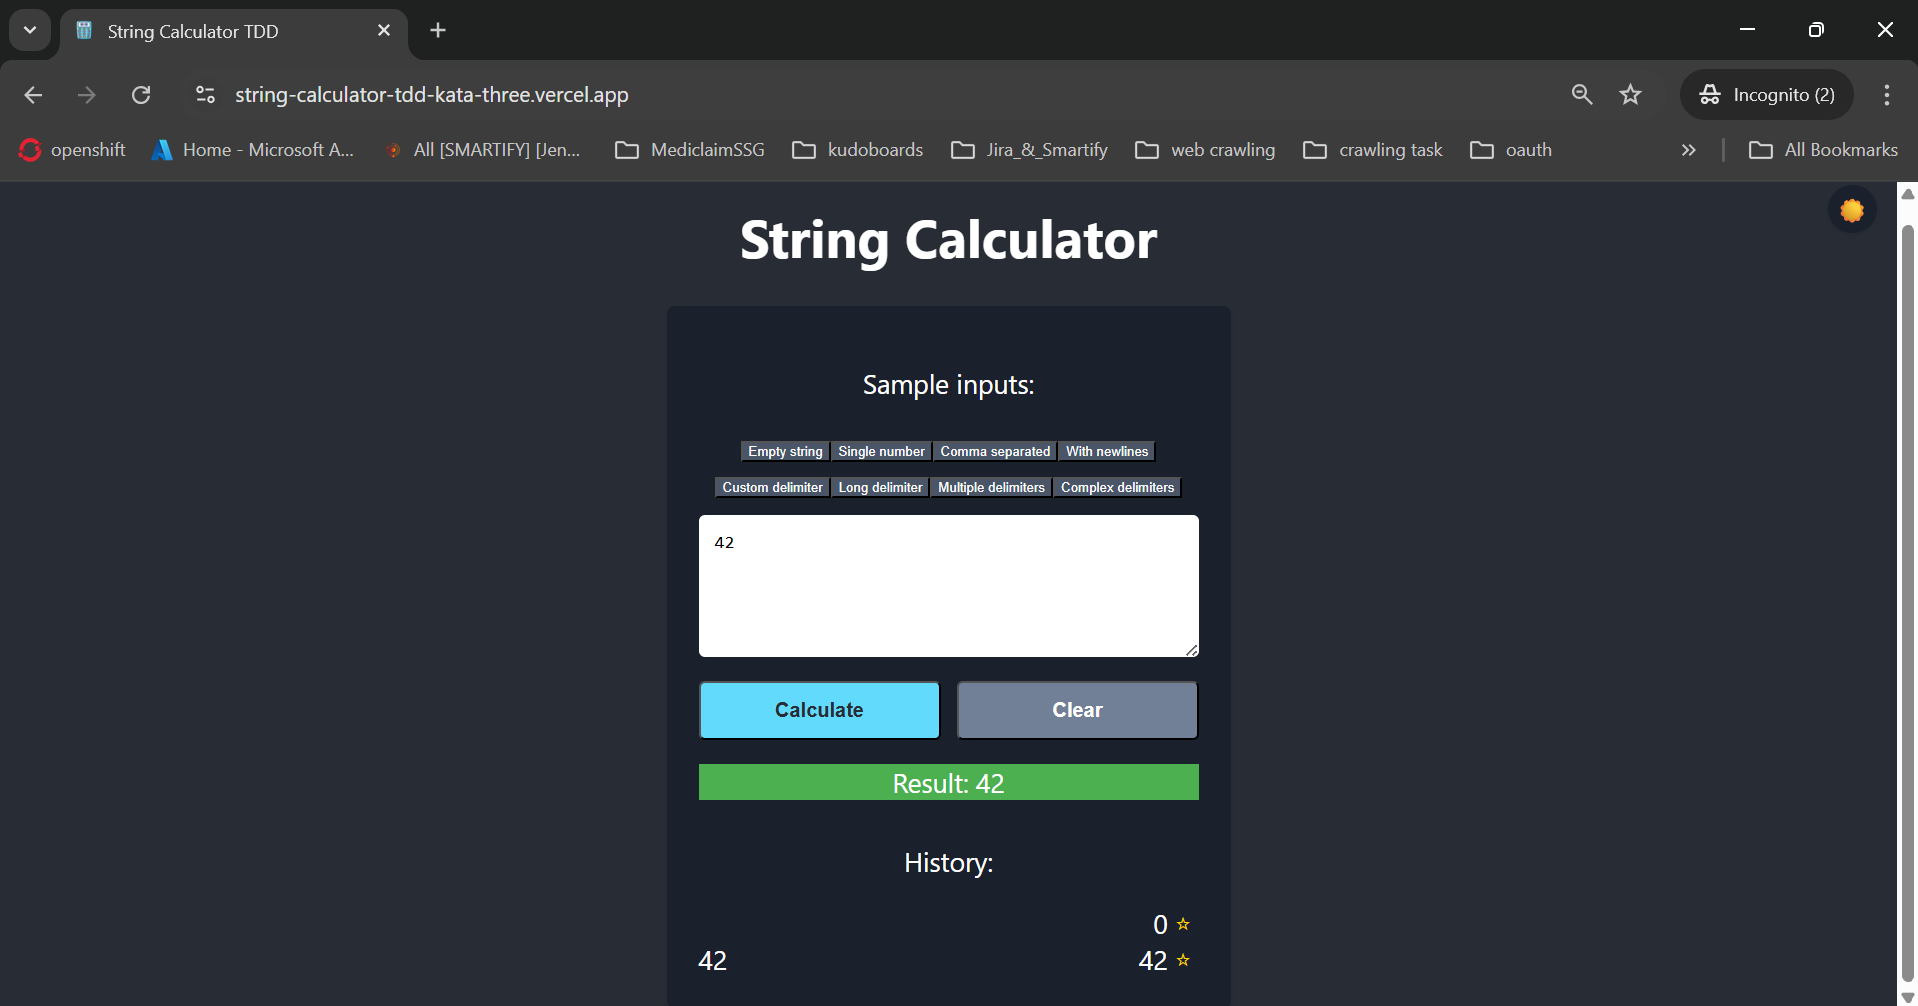 String Calculator TDD
string-calculator-tdd-kata-three.vercel.app
Incognito (2)
openshift Home - Microsoft A... All [SMARTIFY] [Jen... MediclaimSSG kudoboards Jira_&_Smartify web crawling crawling task oauth » All Bookmarks
String Calculator
Sample inputs:
Empty string Single number Comma separated With newlines
Custom delimiter Long delimiter Multiple delimiters Complex delimiters
42
Calculate Clear
Result: 42
History:
0 ☆
42 42 ☆